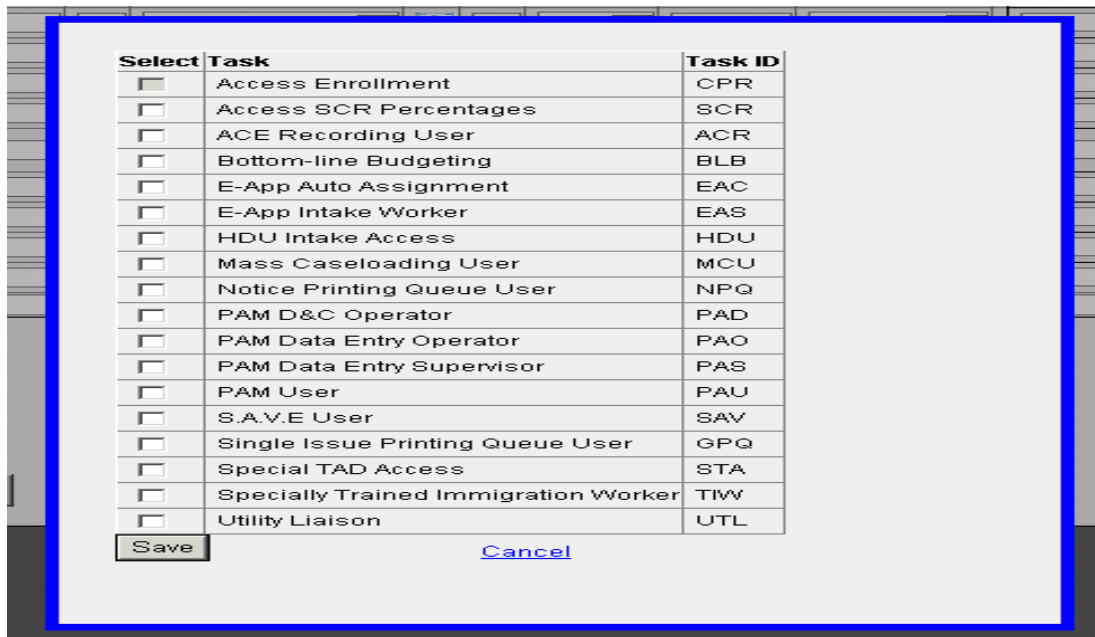 Select Task Task ID
Access Enrollment CPR
Access SCR Percentages SCR
ACE Recording User ACR
Bottom-line Budgeting BLB
E-App Auto Assignment EAC
E-App Intake Worker EAS
HDU Intake Access HDU
Mass Caseloading User MCU
Notice Printing Queue User NPQ
PAM D&C Operator PAD
PAM Data Entry Operator PAO
PAM Data Entry Supervisor PAS
PAM User PAU
S.A.V.E User SAV
Single Issue Printing Queue User GPQ
Special TAD Access STA
Specially Trained Immigration Worker TIW
Utility Liaison UTL
Save Cancel